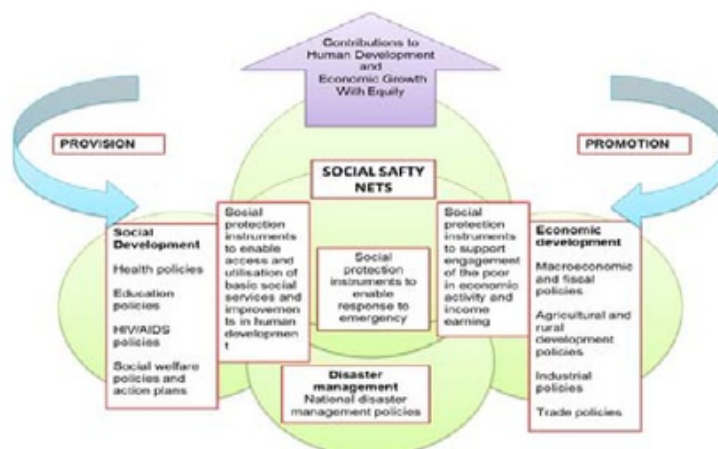 Contributions to
Human Development
and
Economic Growth
With Equity
PROVISION
PROMOTION
SOCIAL SAFTY
NETS
Social
Development
Health policies
Education
policies
HIV/AIDS
policies
Social welfare
policies and
action plans
Social
protection
instruments
to enable
access and
utilisation of
basic social
services and
improveme
nts in human
developmen
t
Social
protection
instruments to
enable
response to
emergency
Social
protection
instruments
to support
engagement
of the poor
in economic
activity and
income
earning
Economic
development
Macroeconomic
and fiscal
policies
Agricultural and
rural
development
policies
Industrial
policies
Trade policies
Disaster
management
National disaster
management policies